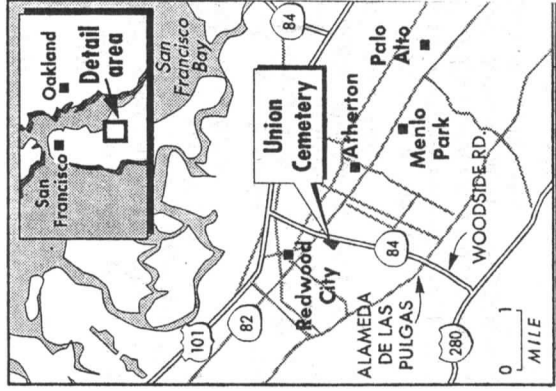 San
Francisco
Oakland
Detail
area
San
Francisco
Bay
84
101
82
Union
Cemetery
Redwood
City
Atherton
Palo
Alto
Menlo
Park
84
WOODSIDE RD.
ALAMEDA
DE LAS
PULGAS
280
0 1
MILE